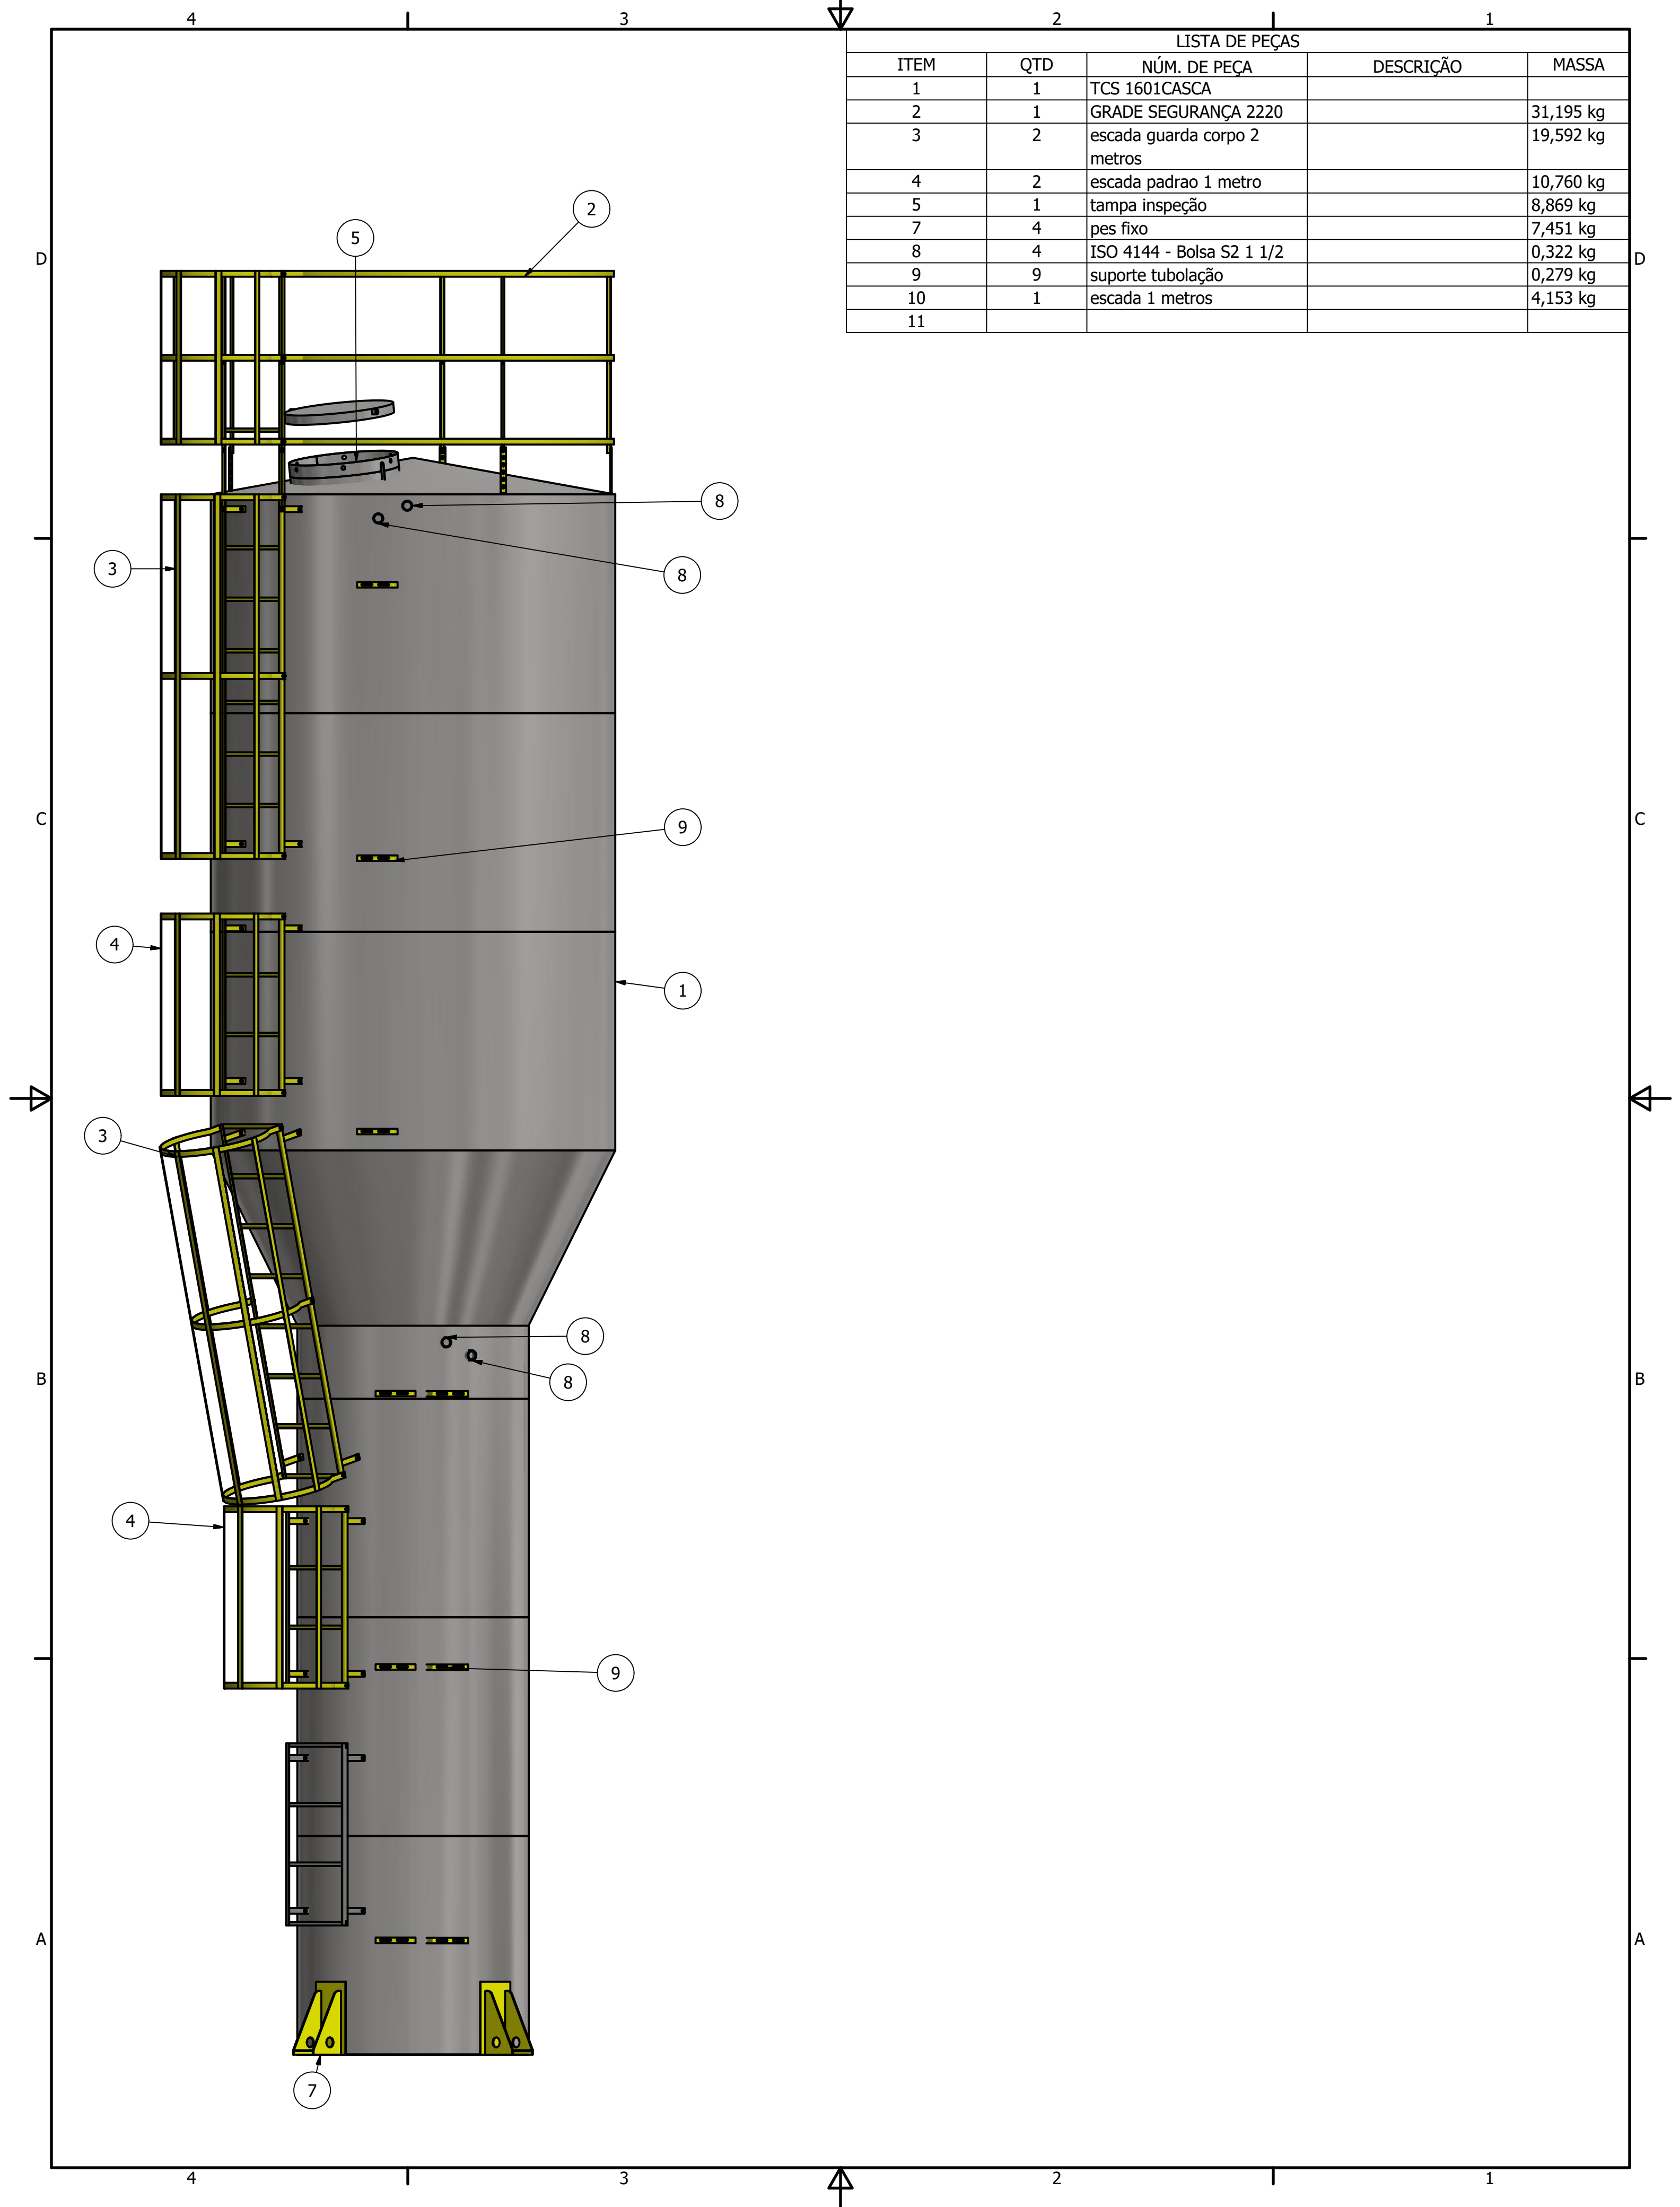 4 3 2 1
LISTA DE PEÇAS
ITEM QTD NÚM. DE PEÇA DESCRIÇÃO MASSA
1 1 TCS 1601CASCA
2 1 GRADE SEGURANÇA 2220 31,195 kg
3 2 escada guarda corpo 2 19,592 kg
metros
4 2 escada padrao 1 metro 10,760 kg
5 1 tampa inspeção 8,869 kg
7 4 pes fixo 7,451 kg
8 4 ISO 4144 - Bolsa S2 1 1/2 0,322 kg
9 9 suporte tubolação 0,279 kg
10 1 escada 1 metros 4,153 kg
11
2
5
D D
8
3
8
C C
9
4
1
3
8
B B
8
4
9
A A
7
4 3 2 1